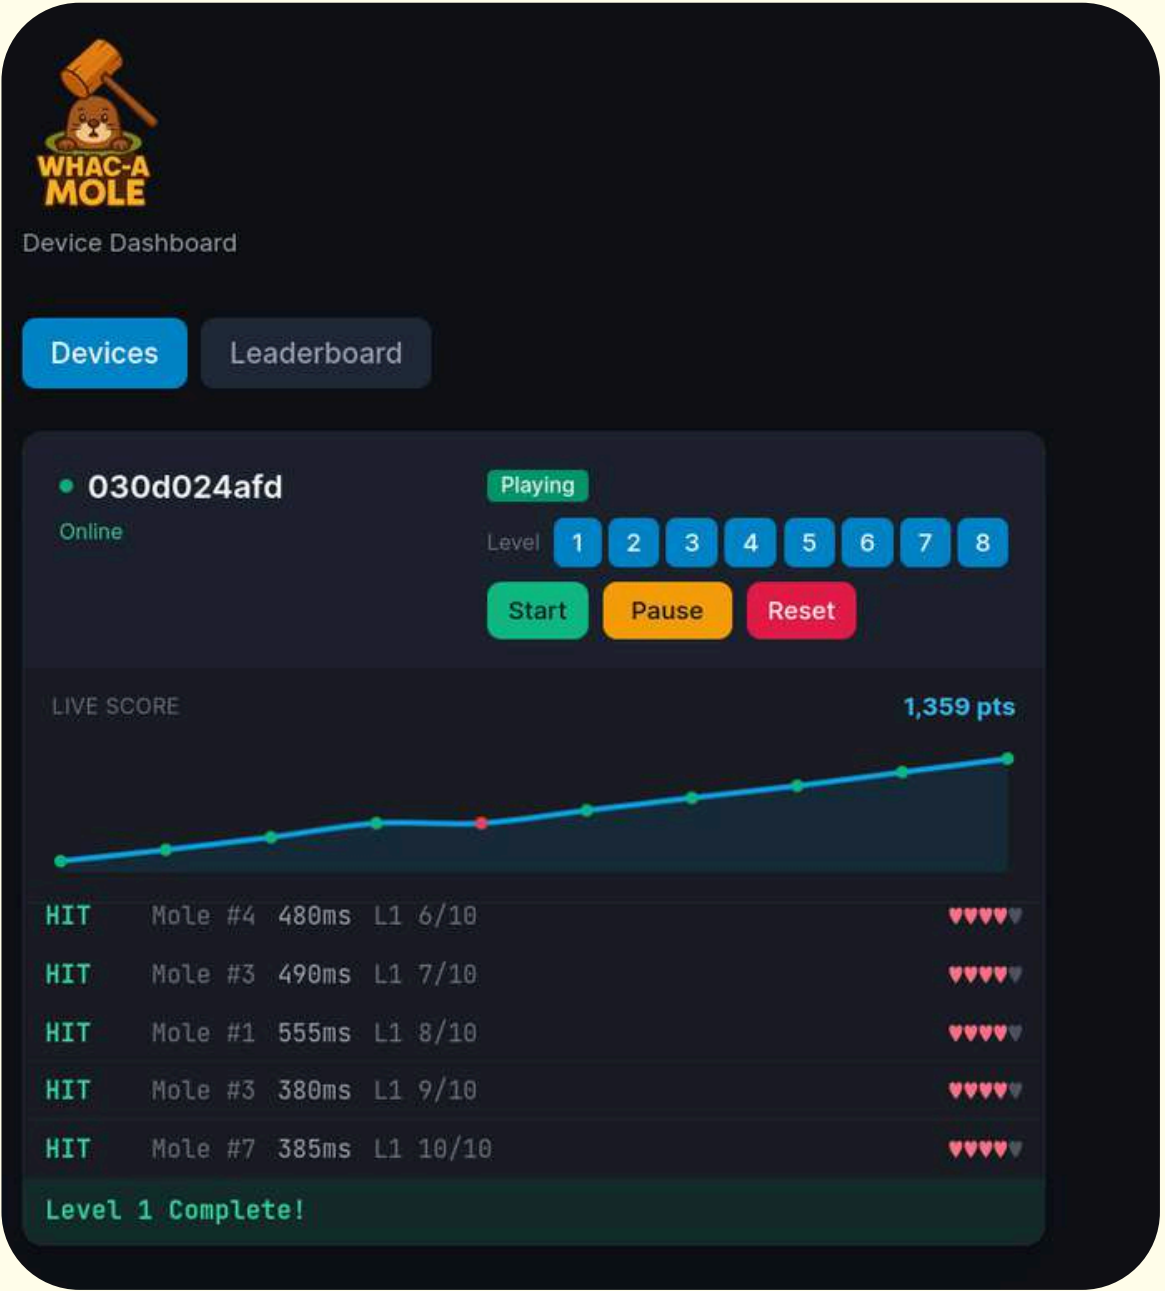 WHAC-A
MOLE
Device Dashboard
Devices Leaderboard
030d024afd
Online
Playing
Level 1 2 3 4 5 6 7 8
Start Pause Reset
LIVE SCORE 1,359 pts
HIT Mole #4 480ms L1 6/10 ♥♥♥♥♥
HIT Mole #3 490ms L1 7/10 ♥♥♥♥♥
HIT Mole #1 555ms L1 8/10 ♥♥♥♥♥
HIT Mole #3 380ms L1 9/10 ♥♥♥♥♥
HIT Mole #7 385ms L1 10/10 ♥♥♥♥♥
Level 1 Complete!